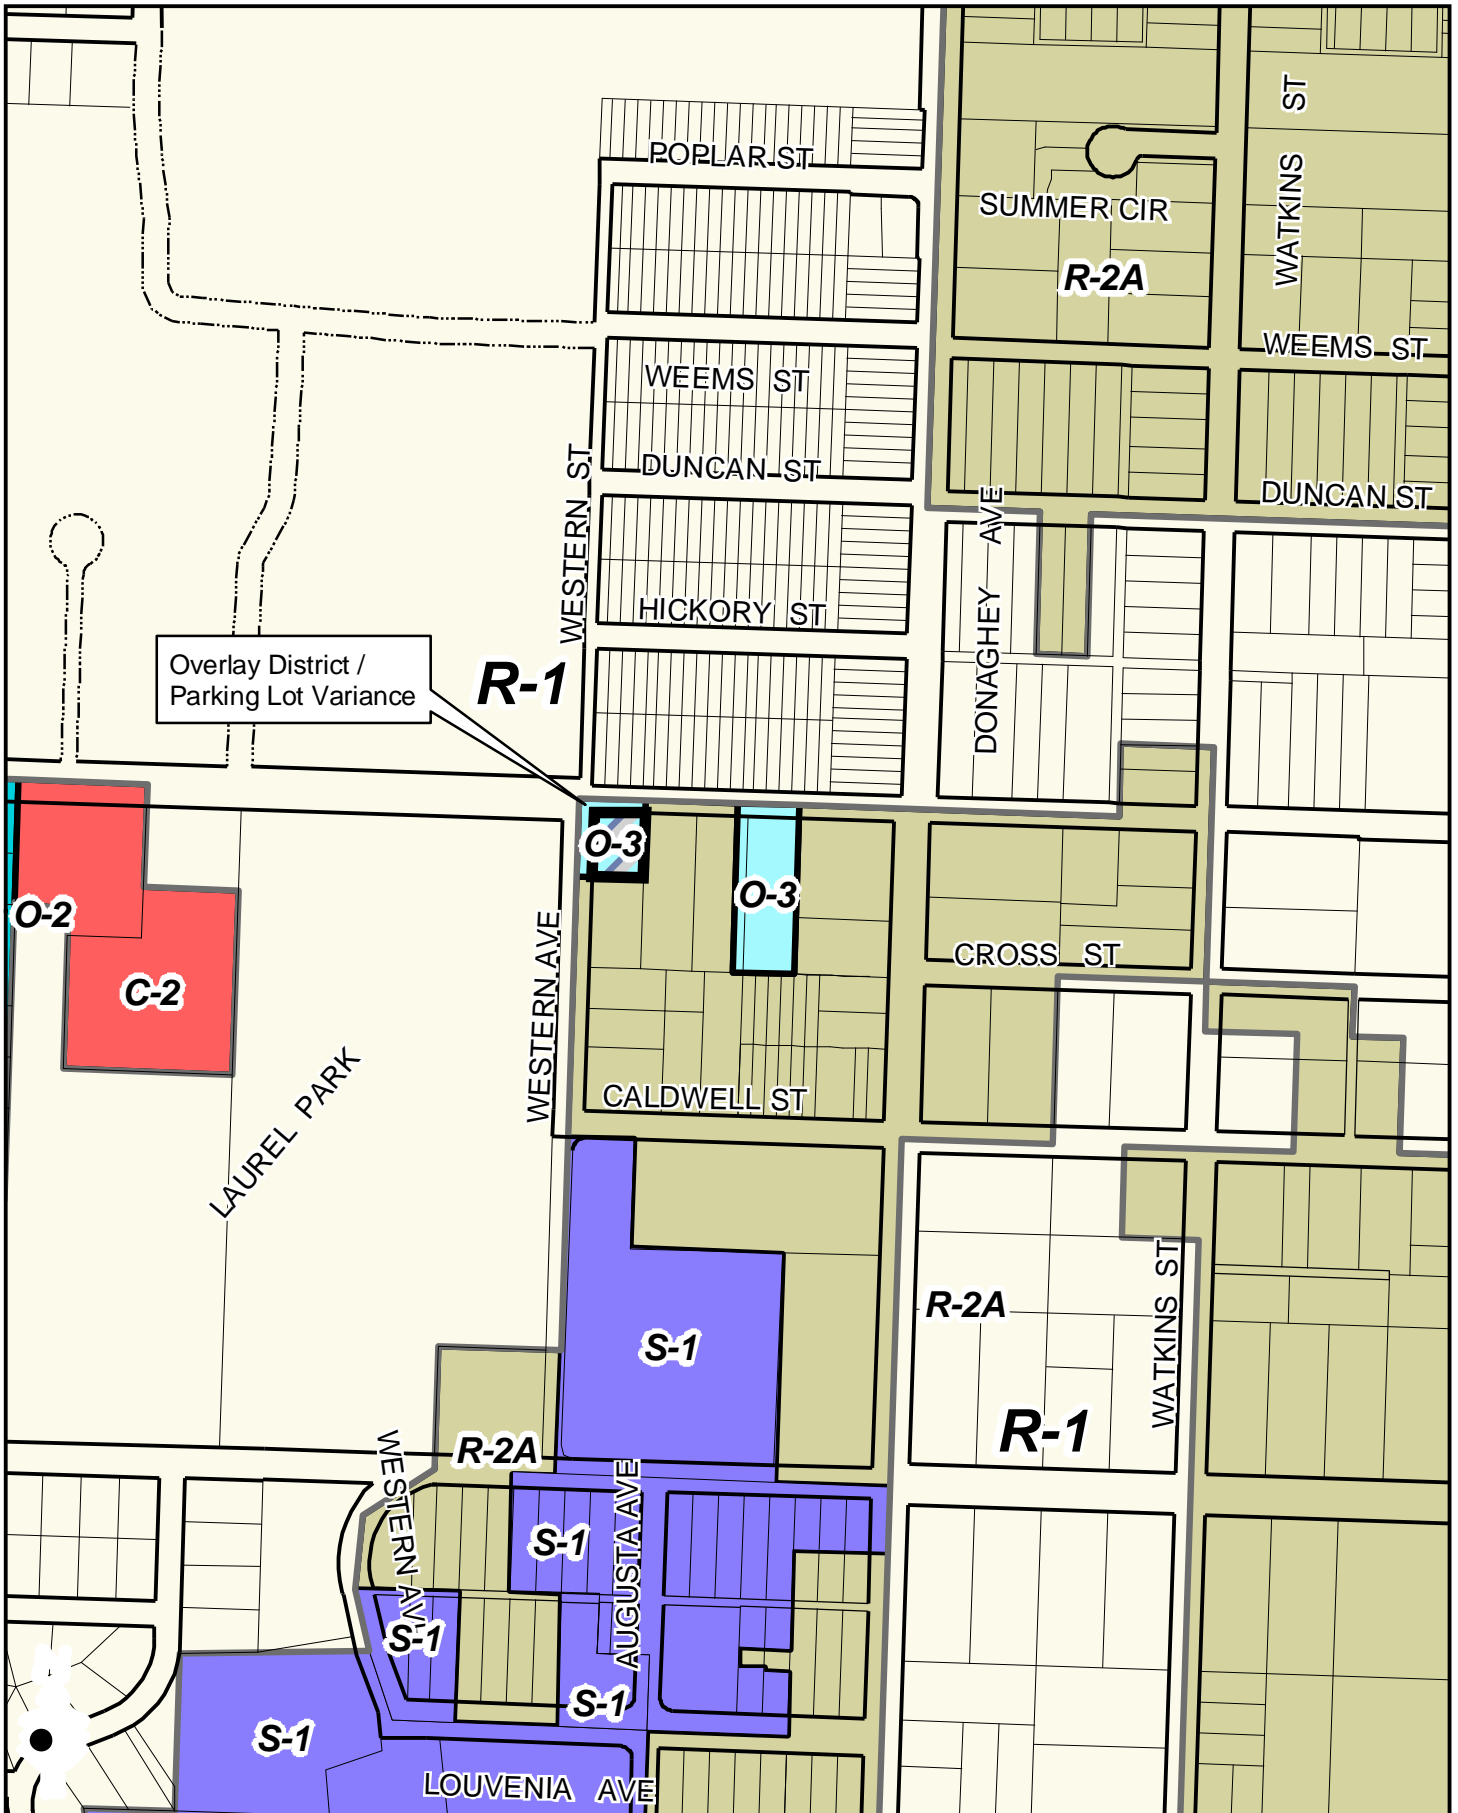 POPLAR ST
SUMMER CIR
WATKINS ST
R-2A
WEEMS ST
WEEMS ST
DUNCAN ST
DUNCAN ST
WESTERN ST
DONAGHEY AVE
HICKORY ST
Overlay District /
Parking Lot Variance
R-1
O-3
O-3
O-2
C-2
CROSS ST
WESTERN AVE
CALDWELL ST
LAUREL PARK
S-1
R-2A
WATKINS ST
R-1
R-2A
WESTERN AVE
S-1
AUGUSTA AVE
S-1
S-1
S-1
LOUVENIA AVE